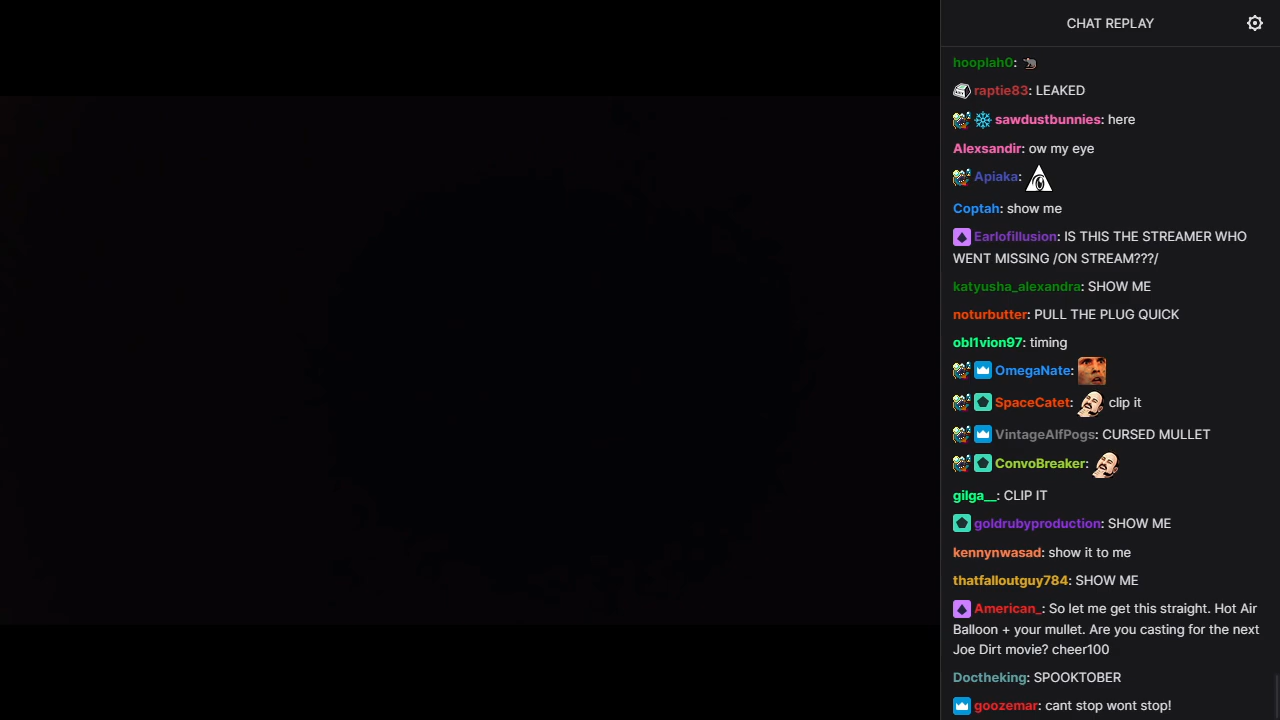 CHAT REPLAY
hooplah0:
raptie83: LEAKED
sawdustbunnies: here
Alexsandir: ow my eye
Apiaka:
Coptah: show me
Earlofillusion: IS THIS THE STREAMER WHO
WENT MISSING /ON STREAM???/
katyusha_alexandra: SHOW ME
noturbutter: PULL THE PLUG QUICK
obl1vion97: timing
OmegaNate:
SpaceCatet: clip it
VintageAlfPogs: CURSED MULLET
ConvoBreaker:
gilga__: CLIP IT
goldrubyproduction: SHOW ME
kennynwasad: show it to me
thatfalloutguy784: SHOW ME
American_: So let me get this straight. Hot Air
Balloon + your mullet. Are you casting for the next
Joe Dirt movie? cheer100
Doctheking: SPOOKTOBER
goozemar: cant stop wont stop!